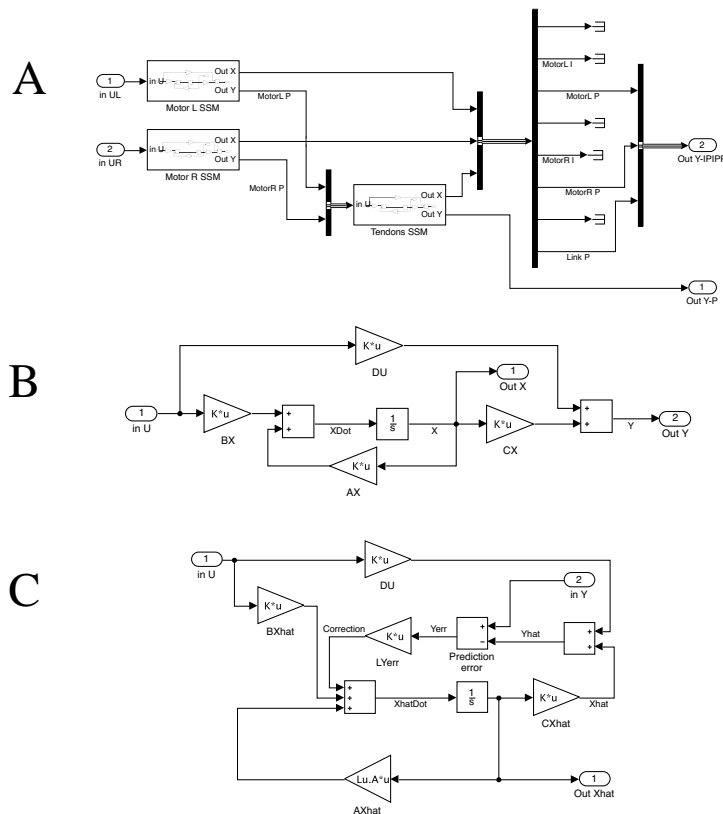 A
1
in UL
in U
Out X
Out Y
Motor L SSM
MotorL P
2
in UR
in U
Out X
Out Y
Motor R SSM
MotorR P
in U
Out X
Out Y
Tendons SSM
MotorL I
MotorL P
MotorR I
MotorR P
Link P
2
Out Y-IPIPP
1
Out Y-P
B
1
in U
K*u
DU
K*u
BX
+
+
XDot
1
s
X
K*u
AX
1
Out X
K*u
CX
+
+
Y
2
Out Y
C
1
in U
K*u
DU
2
in Y
K*u
BXhat
Correction
K*u
LYerr
Yerr
+
−
Prediction
error
Yhat
+
+
+
+
+
XhatDot
1
s
K*u
CXhat
Xhat
Lu.A*u
AXhat
1
Out Xhat